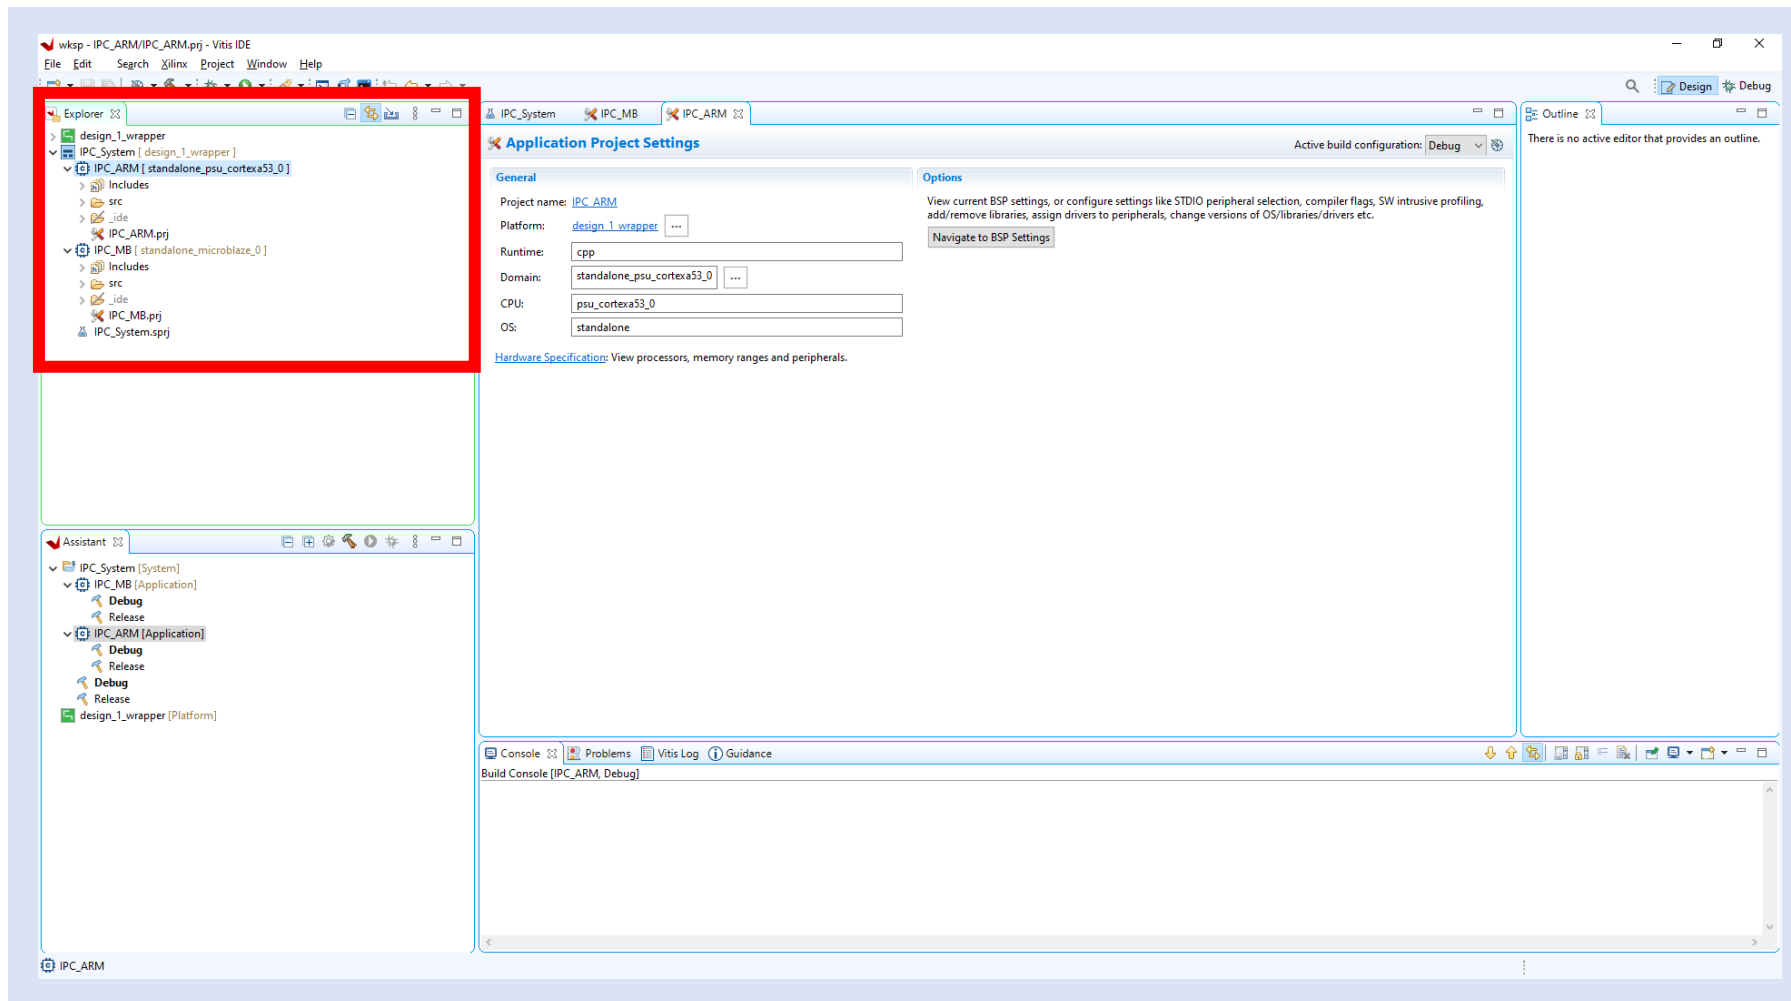 wksp - IPC_ARM/IPC_ARM.prj - Vitis IDE
File Edit Search Xilinx Project Window Help
Design Debug
Explorer
design_1_wrapper
IPC_System [ design_1_wrapper ]
IPC_ARM [ standalone_psu_cortexa53_0 ]
Includes
src
_ide
IPC_ARM.prj
IPC_MB [ standalone_microblaze_0 ]
Includes
src
_ide
IPC_MB.prj
IPC_System.sprj
Assistant
IPC_System [System]
IPC_MB [Application]
Debug
Release
IPC_ARM [Application]
Debug
Release
Debug
Release
design_1_wrapper [Platform]
IPC_System IPC_MB IPC_ARM
Application Project Settings
Active build configuration: Debug
General
Project name: IPC_ARM
Platform: design_1_wrapper ...
Runtime: cpp
Domain: standalone_psu_cortexa53_0 ...
CPU: psu_cortexa53_0
OS: standalone
Hardware Specification: View processors, memory ranges and peripherals.
Options
View current BSP settings, or configure settings like STDIO peripheral selection, compiler flags, SW intrusive profiling,
add/remove libraries, assign drivers to peripherals, change versions of OS/libraries/drivers etc.
Navigate to BSP Settings
Outline
There is no active editor that provides an outline.
Console Problems Vitis Log Guidance
Build Console [IPC_ARM, Debug]
IPC_ARM